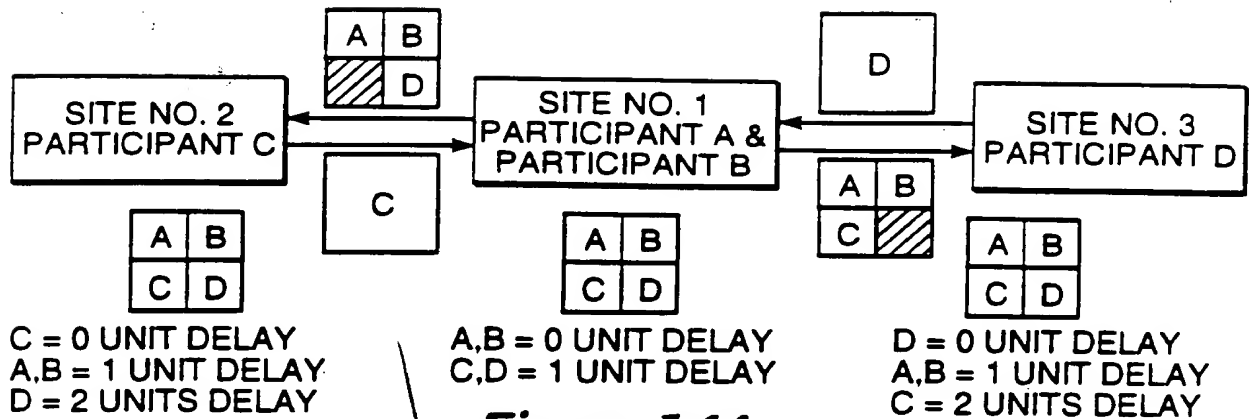 A B
D
D
SITE NO. 2
PARTICIPANT C
SITE NO. 1
PARTICIPANT A &
PARTICIPANT B
SITE NO. 3
PARTICIPANT D
C
A B
C
A B
C D
A B
C D
A B
C D
C = 0 UNIT DELAY
A,B = 1 UNIT DELAY
D = 2 UNITS DELAY
A,B = 0 UNIT DELAY
C,D = 1 UNIT DELAY
D = 0 UNIT DELAY
A,B = 1 UNIT DELAY
C = 2 UNITS DELAY